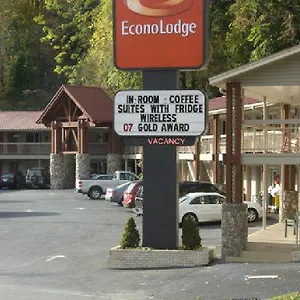 EconoLodge
IN-ROOM - COFFEE
SUITES WITH FRIDGE
WIRELESS
07 GOLD AWARD
VACANCY